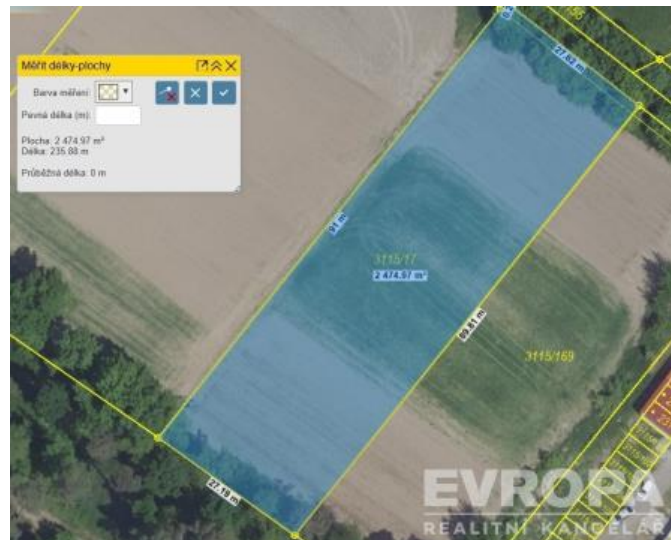 Měřit délky-plochy
Barva měření:
Pevná délka (m):
Plocha: 2 474.97 m²
Délka: 235.88 m
Průběžná délka: 0 m
27.62 m
91 m
3115/17
2 474.97 m²
89.81 m
3115/169
27.19 m
EVROPA
REALITNÍ KANCELÁŘ